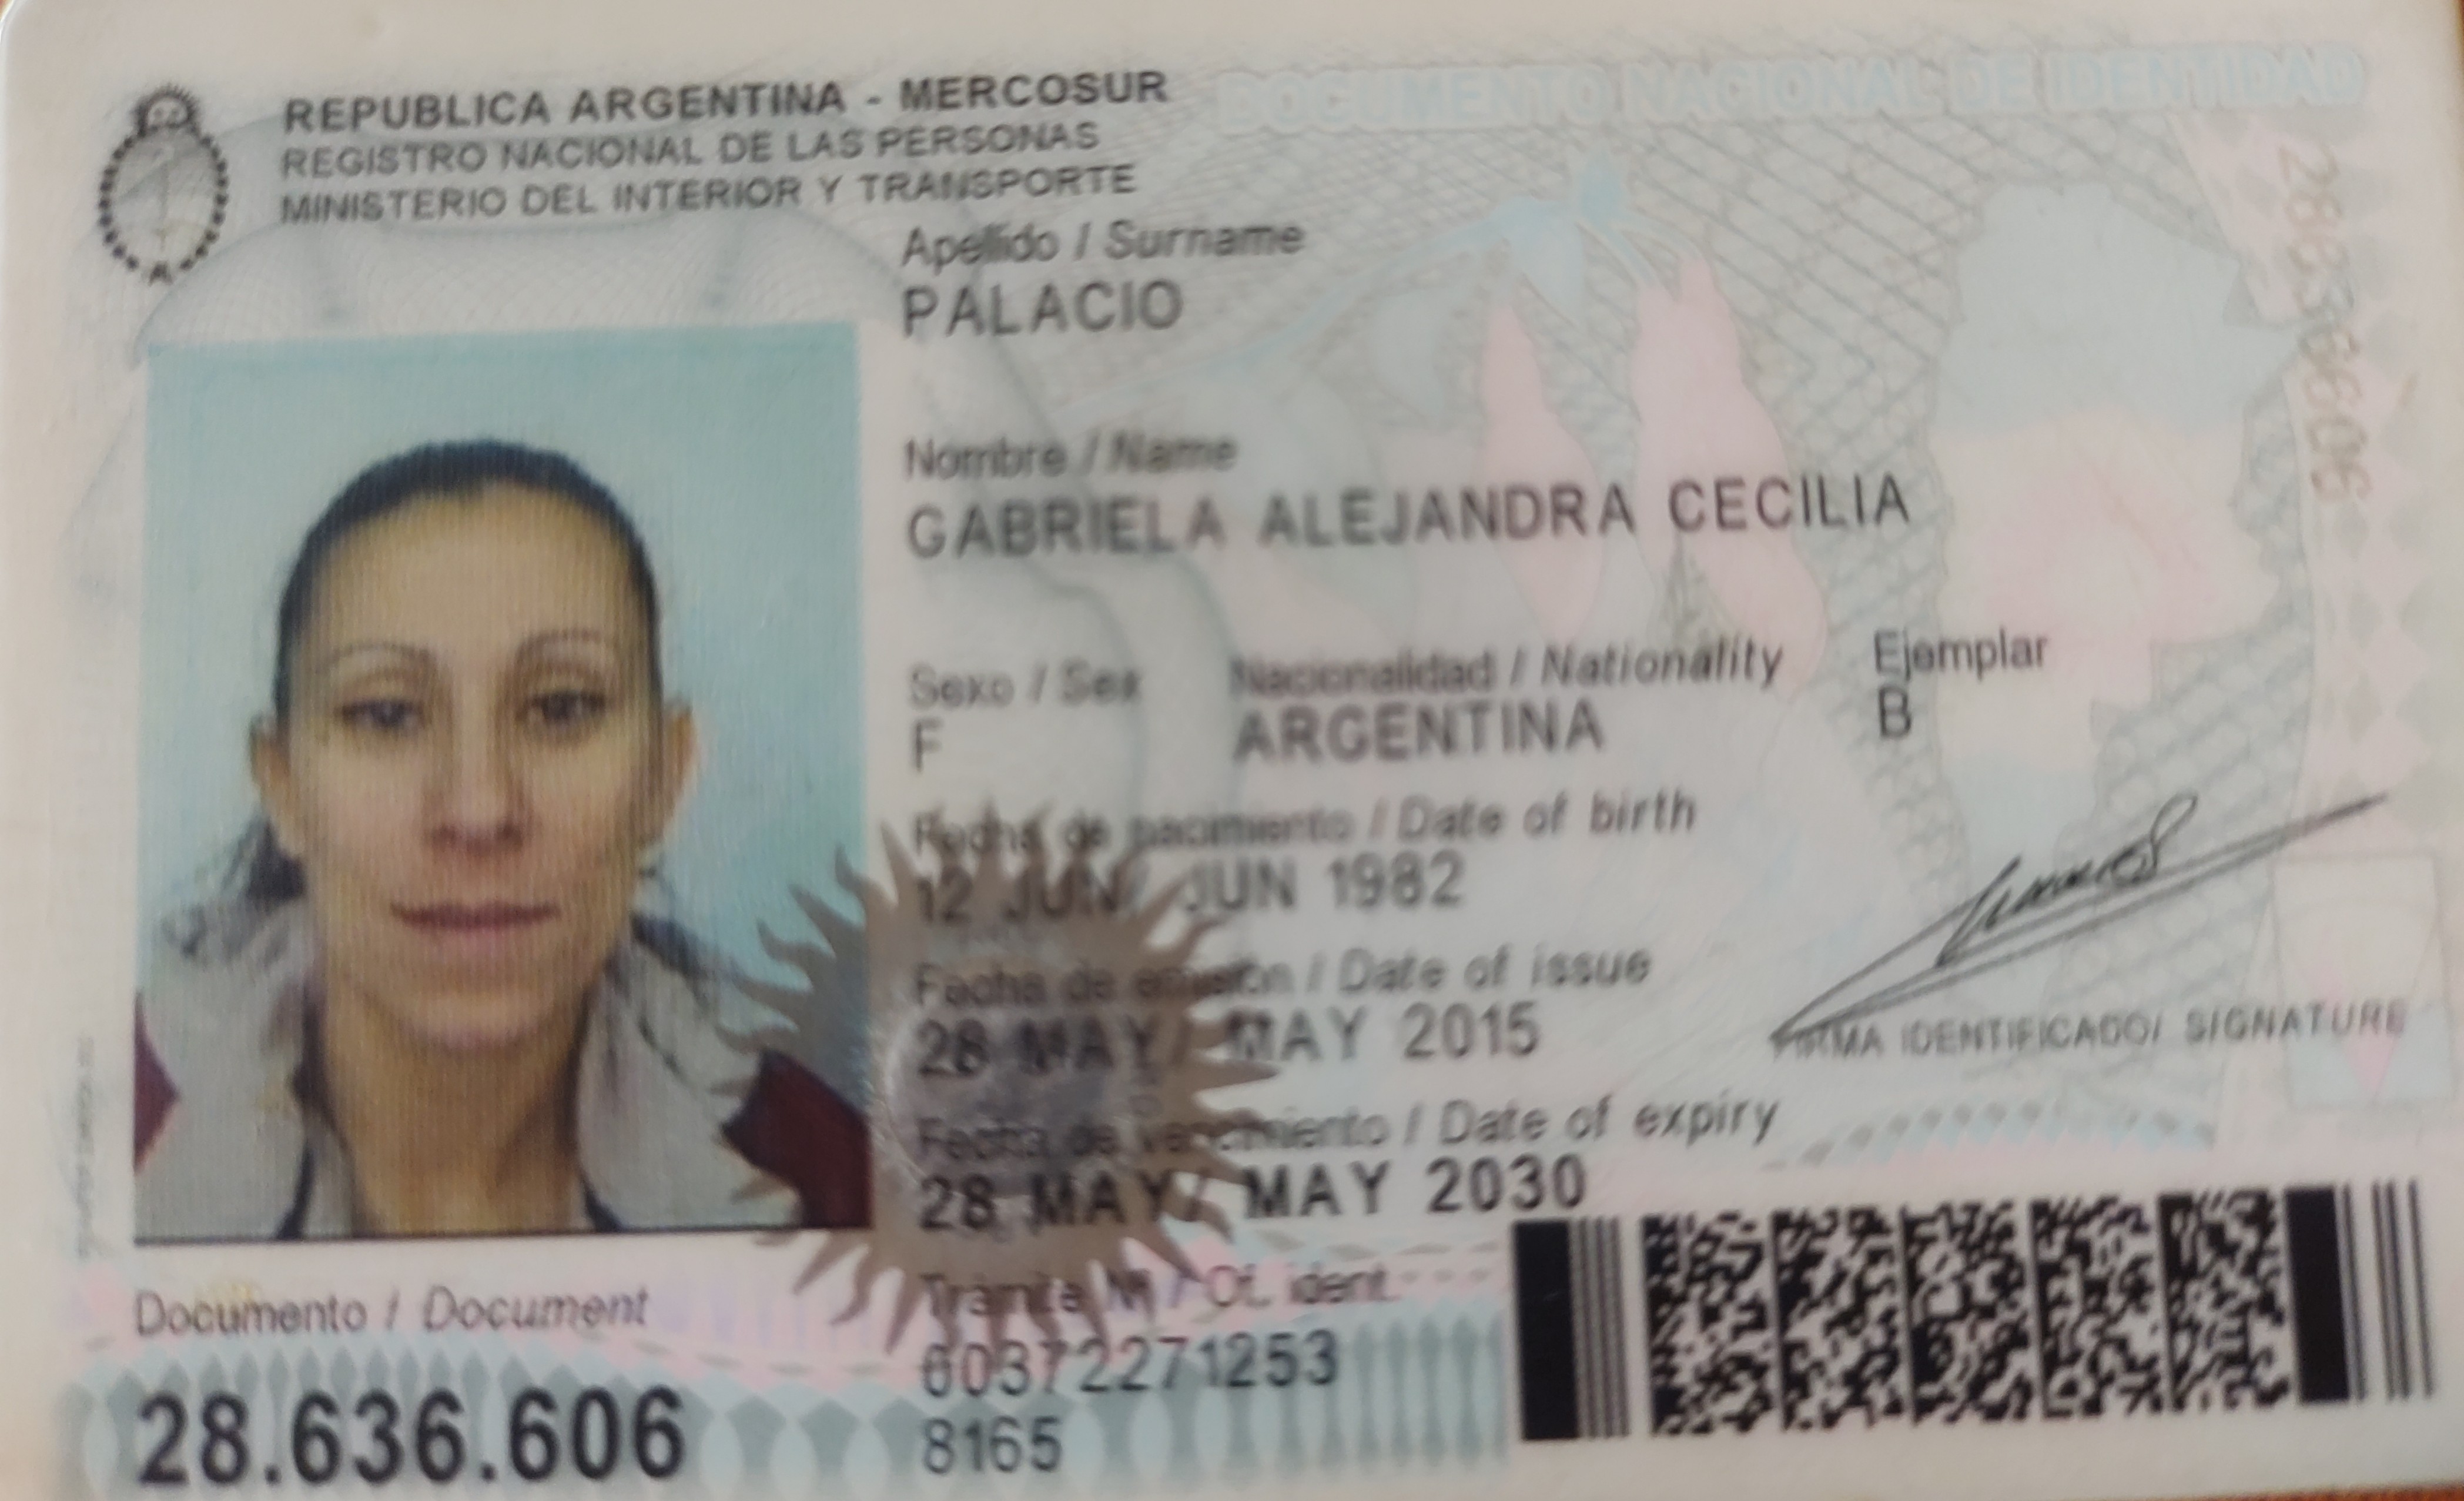 REPUBLICA ARGENTINA - MERCOSUR
REGISTRO NACIONAL DE LAS PERSONAS
MINISTERIO DEL INTERIOR Y TRANSPORTE
DOCUMENTO NACIONAL DE IDENTIDAD
Apellido / Surname
PALACIO
Nombre / Name
GABRIELA ALEJANDRA CECILIA
Sexo / Sex Nacionalidad / Nationality Ejemplar
F ARGENTINA B
Fecha de nacimiento / Date of birth
12 JUN/ JUN 1982
Fecha de emisión / Date of issue
28 MAY/ MAY 2015
FIRMA IDENTIFICADO/ SIGNATURE
Fecha de vencimiento / Date of expiry
28 MAY/ MAY 2030
Documento / Document
28.636.606
Tramite Nº / Of. ident.
00372271253
8165
28636606